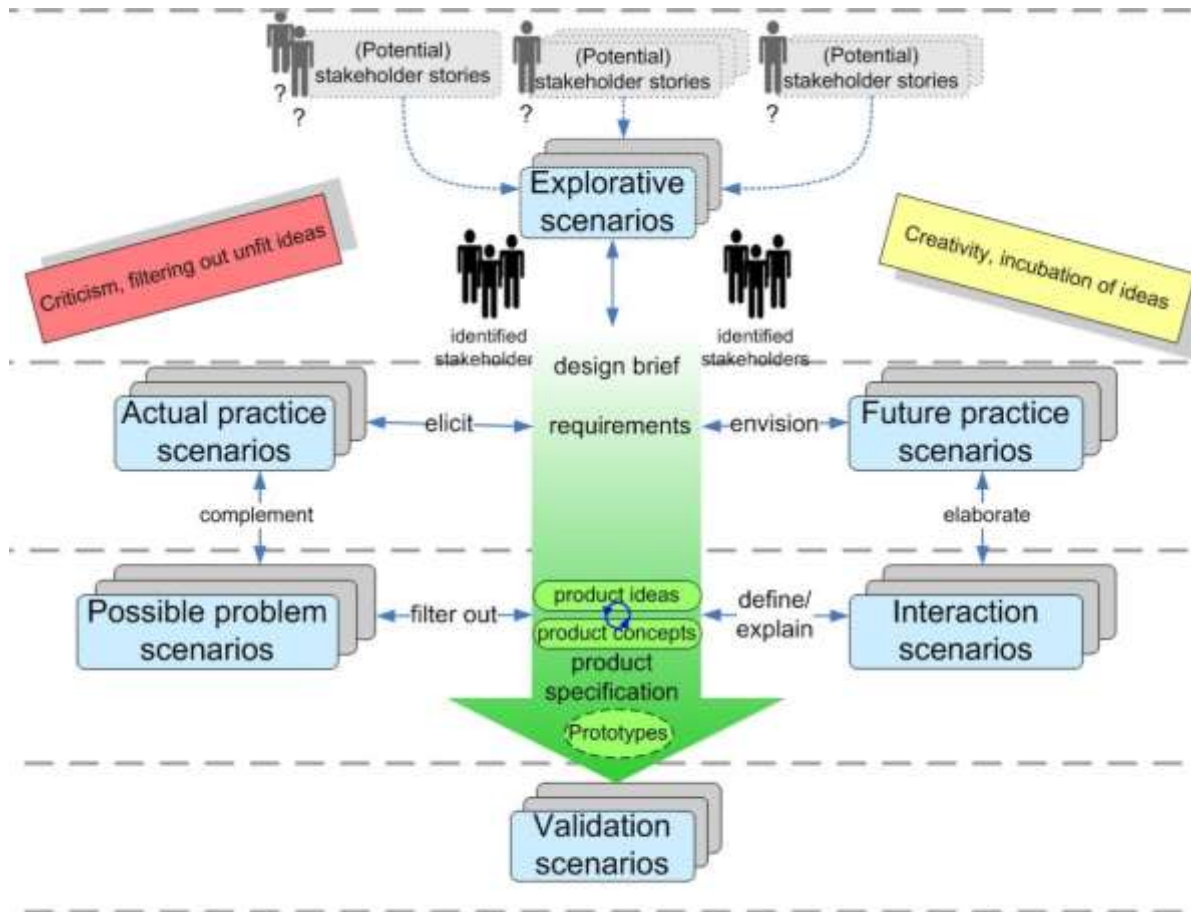 (Potential)
stakeholder stories
(Potential)
stakeholder stories
(Potential)
stakeholder stories
?
?
?
?
Explorative
scenarios
Criticism, filtering out unfit ideas
Creativity, incubation of ideas
identified
stakeholder
identified
stakeholders
design brief
Actual practice
scenarios
elicit
requirements
envision
Future practice
scenarios
complement
elaborate
Possible problem
scenarios
filter out
product ideas
product concepts
define/
explain
Interaction
scenarios
product
specification
Prototypes
Validation
scenarios